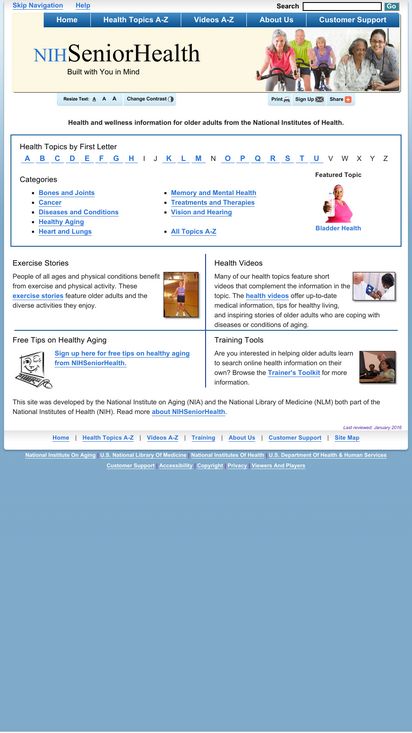 Skip Navigation Help Search Go
Home Health Topics A-Z Videos A-Z About Us Customer Support
NIHSeniorHealth
Built with You in Mind
Resize Text: A A A Change Contrast Print Sign Up Share
Health and wellness information for older adults from the National Institutes of Health.
Health Topics by First Letter
A B C D E F G H I J K L M N O P Q R S T U V W X Y Z
Categories
Bones and Joints
Cancer
Diseases and Conditions
Healthy Aging
Heart and Lungs
Memory and Mental Health
Treatments and Therapies
Vision and Hearing
All Topics A-Z
Featured Topic
Bladder Health
Exercise Stories
People of all ages and physical conditions benefit
from exercise and physical activity. These
exercise stories feature older adults and the
diverse activities they enjoy.
Health Videos
Many of our health topics feature short
videos that complement the information in the
topic. The health videos offer up-to-date
medical information, tips for healthy living,
and inspiring stories of older adults who are coping with
diseases or conditions of aging.
Free Tips on Healthy Aging
Sign up here for free tips on healthy aging
from NIHSeniorHealth.
Training Tools
Are you interested in helping older adults learn
to search online health information on their
own? Browse the Trainer's Toolkit for more
information.
This site was developed by the National Institute on Aging (NIA) and the National Library of Medicine (NLM) both part of the
National Institutes of Health (NIH). Read more about NIHSeniorHealth.
Last reviewed: January 2016
Home | Health Topics A-Z | Videos A-Z | Training | About Us | Customer Support | Site Map
National Institute On Aging | U.S. National Library Of Medicine | National Institutes Of Health | U.S. Department Of Health & Human Services
Customer Support | Accessibility | Copyright | Privacy | Viewers And Players